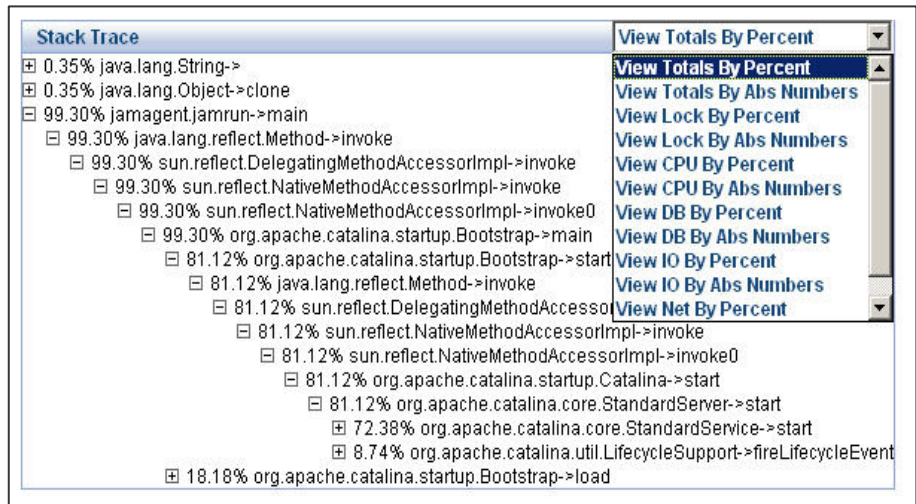 Stack Trace
View Totals By Percent
0.35% java.lang.String->
0.35% java.lang.Object->clone
99.30% jamagent.jamrun->main
99.30% java.lang.reflect.Method->invoke
99.30% sun.reflect.DelegatingMethodAccessorImpl->invoke
99.30% sun.reflect.NativeMethodAccessorImpl->invoke
99.30% sun.reflect.NativeMethodAccessorImpl->invoke0
99.30% org.apache.catalina.startup.Bootstrap->main
81.12% org.apache.catalina.startup.Bootstrap->start
81.12% java.lang.reflect.Method->invoke
81.12% sun.reflect.DelegatingMethodAccesso
81.12% sun.reflect.NativeMethodAccessorImpl->invoke
81.12% sun.reflect.NativeMethodAccessorImpl->invoke0
81.12% org.apache.catalina.startup.Catalina->start
81.12% org.apache.catalina.core.StandardServer->start
72.38% org.apache.catalina.core.StandardService->start
8.74% org.apache.catalina.util.LifecycleSupport->fireLifecycleEvent
18.18% org.apache.catalina.startup.Bootstrap->load
View Totals By Percent
View Totals By Abs Numbers
View Lock By Percent
View Lock By Abs Numbers
View CPU By Percent
View CPU By Abs Numbers
View DB By Percent
View DB By Abs Numbers
View IO By Percent
View IO By Abs Numbers
View Net By Percent